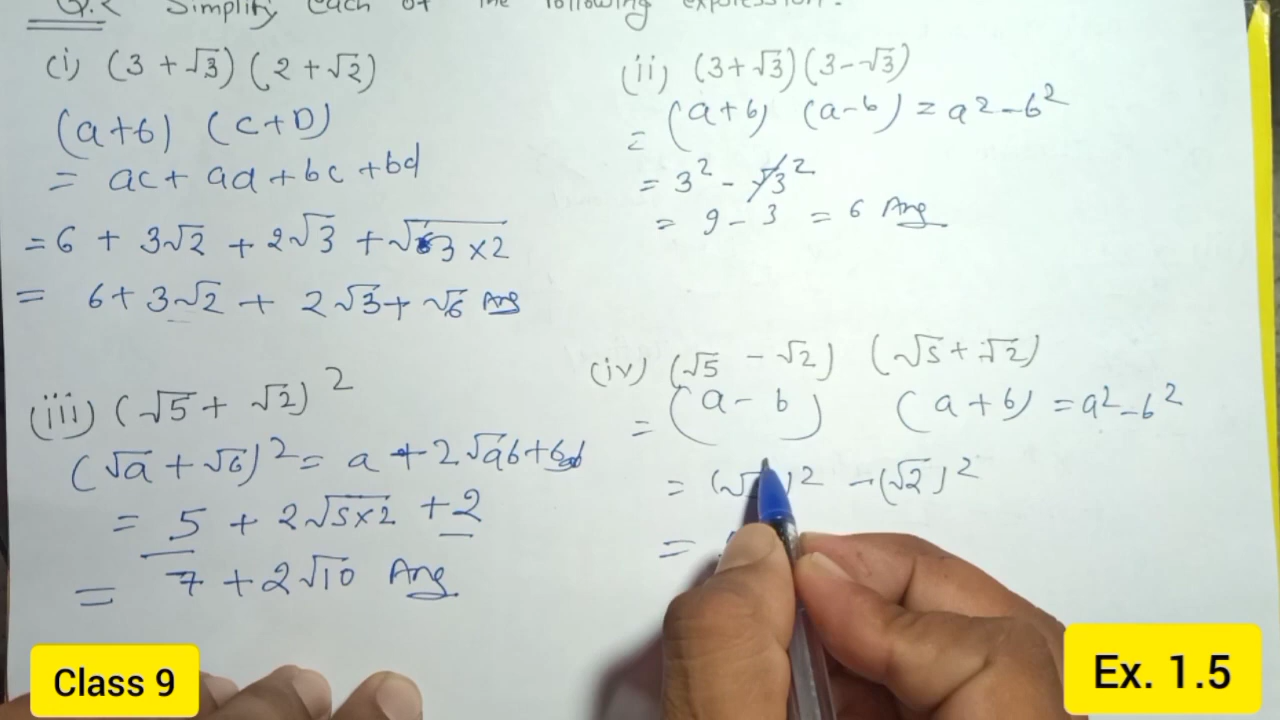 Q.2 Simplify each of the following expression.
(i) (3 + √3) (2 + √2)
(a+b) (c+D)
= ac + ad + bc + bd
= 6 + 3√2 + 2√3 + √3 × 2
= 6 + 3√2 + 2√3 + √6 Ans
(ii) (3 + √3) (3 - √3)
= (a+b) (a-b) = a² - b²
= 3² - √3²
= 9 - 3 = 6 Ans
(iii) (√5 + √2)²
(√a + √b)² = a + 2√ab + b
= 5 + 2√5×2 + 2
= 7 + 2√10 Ans
(iv) (√5 - √2) (√5 + √2)
= (a - b) (a + b) = a² - b²
= (√ )² - (√2)²
=
Class 9
Ex. 1.5